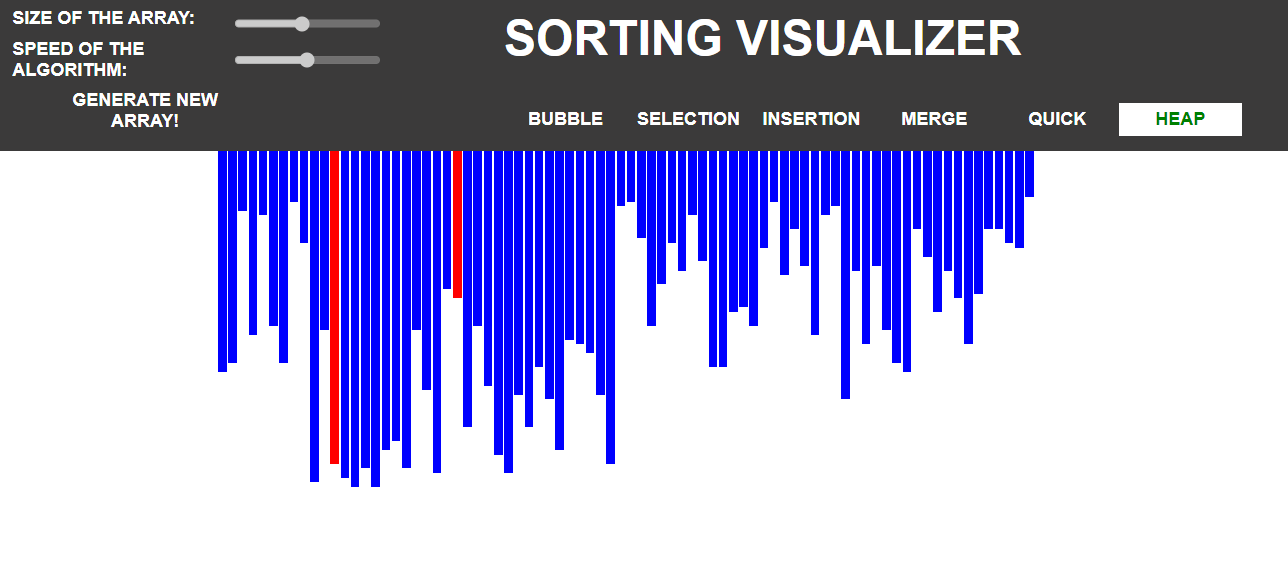 SIZE OF THE ARRAY:
SPEED OF THE
ALGORITHM:
GENERATE NEW
ARRAY!
SORTING VISUALIZER
BUBBLE
SELECTION
INSERTION
MERGE
QUICK
HEAP